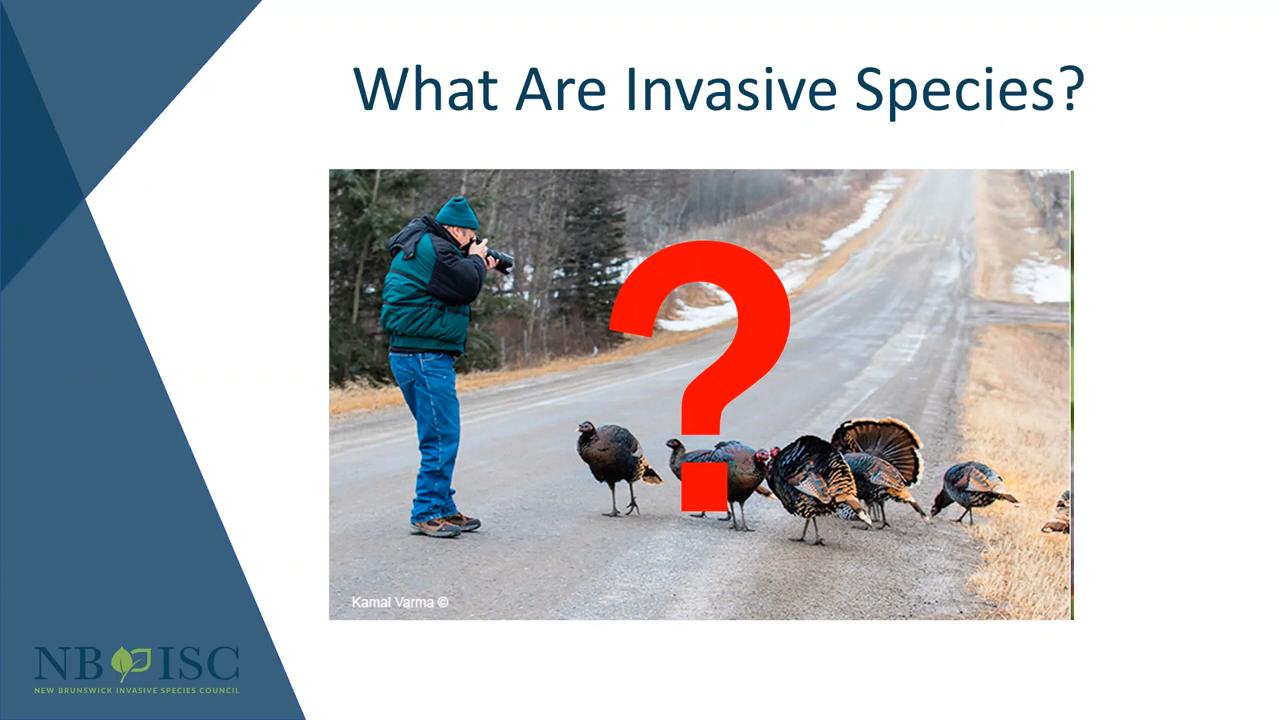 What Are Invasive Species?
?
Kamal Varma ©
NB ISC
NEW BRUNSWICK INVASIVE SPECIES COUNCIL